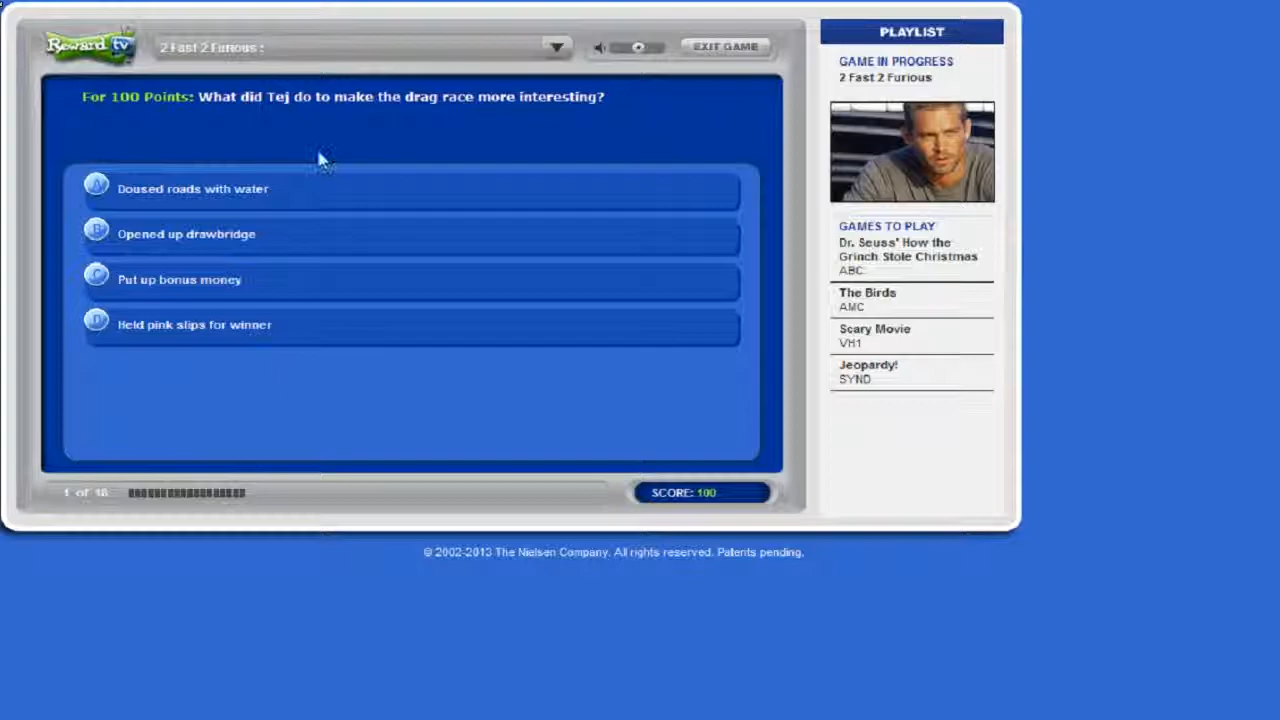 Reward tv
2 Fast 2 Furious :
EXIT GAME
For 100 Points: What did Tej do to make the drag race more interesting?
A Doused roads with water
B Opened up drawbridge
C Put up bonus money
D Held pink slips for winner
1 of 18
SCORE: 100
PLAYLIST
GAME IN PROGRESS
2 Fast 2 Furious
GAMES TO PLAY
Dr. Seuss' How the
Grinch Stole Christmas
ABC
The Birds
AMC
Scary Movie
VH1
Jeopardy!
SYND
© 2002-2013 The Nielsen Company. All rights reserved. Patents pending.